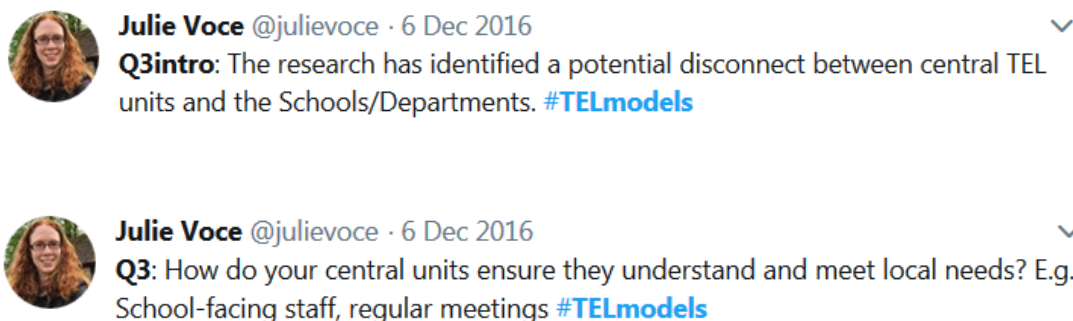 Julie Voce @julievoce · 6 Dec 2016
Q3intro: The research has identified a potential disconnect between central TEL
units and the Schools/Departments. #TELmodels
Julie Voce @julievoce · 6 Dec 2016
Q3: How do your central units ensure they understand and meet local needs? E.g.
School-facing staff, regular meetings #TELmodels